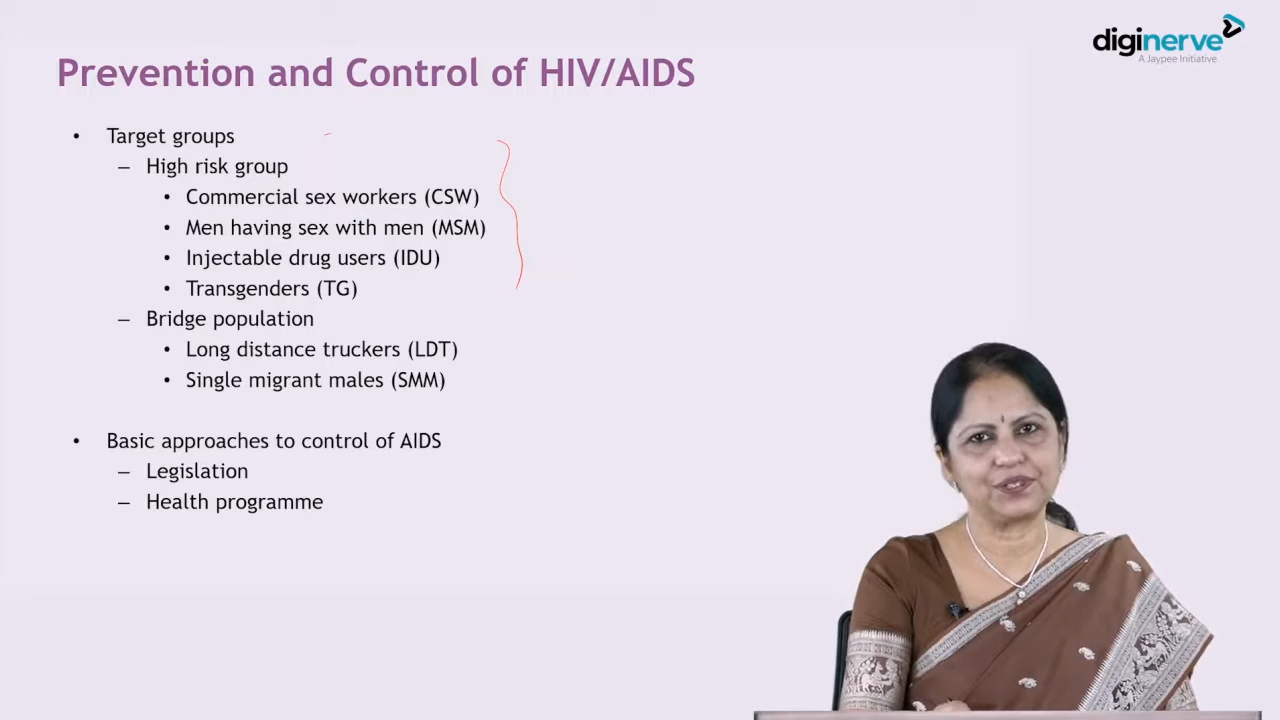 diginerve
A Jaypee Initiative
Prevention and Control of HIV/AIDS
• Target groups
– High risk group
• Commercial sex workers (CSW)
• Men having sex with men (MSM)
• Injectable drug users (IDU)
• Transgenders (TG)
– Bridge population
• Long distance truckers (LDT)
• Single migrant males (SMM)
• Basic approaches to control of AIDS
– Legislation
– Health programme